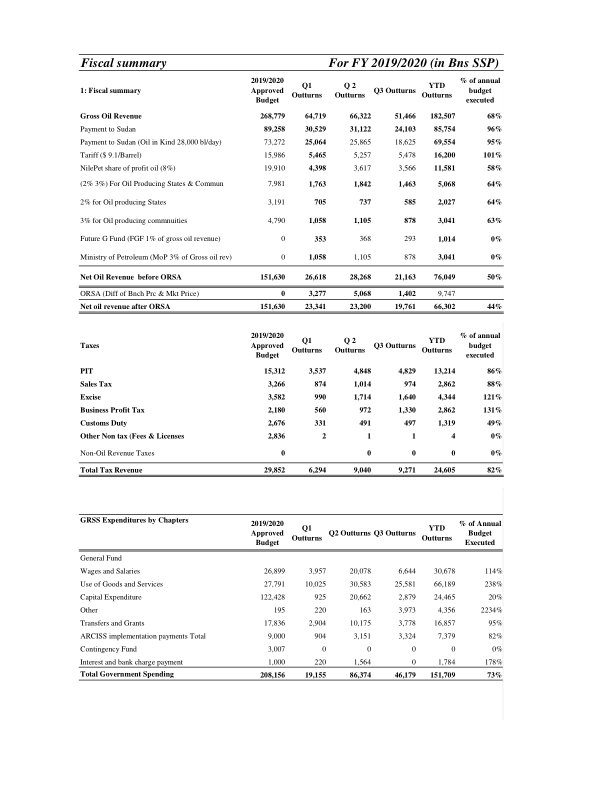 Fiscal summary For FY 2019/2020 (in Bns SSP)
1: Fiscal summary 2019/2020 Approved Budget Q1 Outturns Q 2 Outturns Q3 Outturns YTD Outturns % of annual budget executed
Gross Oil Revenue 268,779 64,719 66,322 51,466 182,507 68%
Payment to Sudan 89,258 30,529 31,122 24,103 85,754 96%
Payment to Sudan (Oil in Kind 28,000 bl/day) 73,272 25,064 25,865 18,625 69,554 95%
Tariff ($ 9.1/Barrel) 15,986 5,465 5,257 5,478 16,200 101%
NilePet share of profit oil (8%) 19,910 4,398 3,617 3,566 11,581 58%
(2% 3%) For Oil Producing States & Commun 7,981 1,763 1,842 1,463 5,068 64%
2% for Oil producing States 3,191 705 737 585 2,027 64%
3% for Oil producing commnuities 4,790 1,058 1,105 878 3,041 63%
Future G Fund (FGF 1% of gross oil revenue) 0 353 368 293 1,014 0%
Ministry of Petroleum (MoP 3% of Gross oil rev) 0 1,058 1,105 878 3,041 0%
Net Oil Revenue before ORSA 151,630 26,618 28,268 21,163 76,049 50%
ORSA (Diff of Bnch Prc & Mkt Price) 0 3,277 5,068 1,402 9,747
Net oil revenue after ORSA 151,630 23,341 23,200 19,761 66,302 44%
Taxes 2019/2020 Approved Budget Q1 Outturns Q 2 Outturns Q3 Outturns YTD Outturns % of annual budget executed
PIT 15,312 3,537 4,848 4,829 13,214 86%
Sales Tax 3,266 874 1,014 974 2,862 88%
Excise 3,582 990 1,714 1,640 4,344 121%
Business Profit Tax 2,180 560 972 1,330 2,862 131%
Customs Duty 2,676 331 491 497 1,319 49%
Other Non tax (Fees & Licenses 2,836 2 1 1 4 0%
Non-Oil Revenue Taxes 0 0 0 0 0%
Total Tax Revenue 29,852 6,294 9,040 9,271 24,605 82%
GRSS Expenditures by Chapters 2019/2020 Approved Budget Q1 Outturns Q2 Outturns Q3 Outturns YTD Outturns % of Annual Budget Executed
General Fund
Wages and Salaries 26,899 3,957 20,078 6,644 30,678 114%
Use of Goods and Services 27,791 10,025 30,583 25,581 66,189 238%
Capital Expenditure 122,428 925 20,662 2,879 24,465 20%
Other 195 220 163 3,973 4,356 2234%
Transfers and Grants 17,836 2,904 10,175 3,778 16,857 95%
ARCISS implementation payments Total 9,000 904 3,151 3,324 7,379 82%
Contingency Fund 3,007 0 0 0 0 0%
Interest and bank charge payment 1,000 220 1,564 0 1,784 178%
Total Government Spending 208,156 19,155 86,374 46,179 151,709 73%